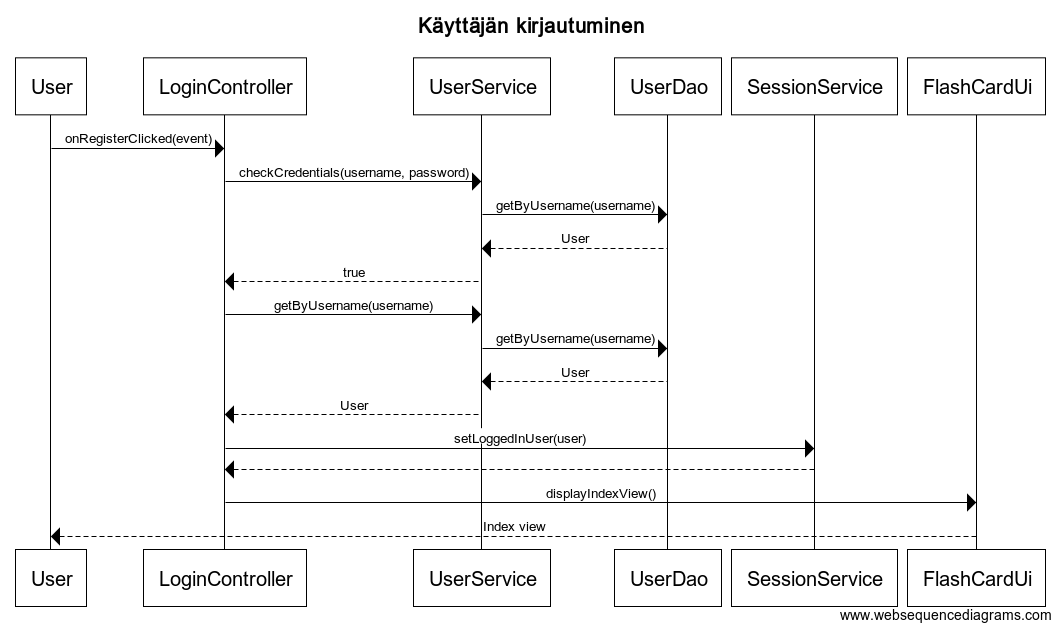 Käyttäjän kirjautuminen
User LoginController UserService UserDao SessionService FlashCardUi
onRegisterClicked(event)
checkCredentials(username, password)
getByUsername(username)
User
true
getByUsername(username)
getByUsername(username)
User
User
setLoggedInUser(user)
displayIndexView()
Index view
User LoginController UserService UserDao SessionService FlashCardUi
www.websequencediagrams.com